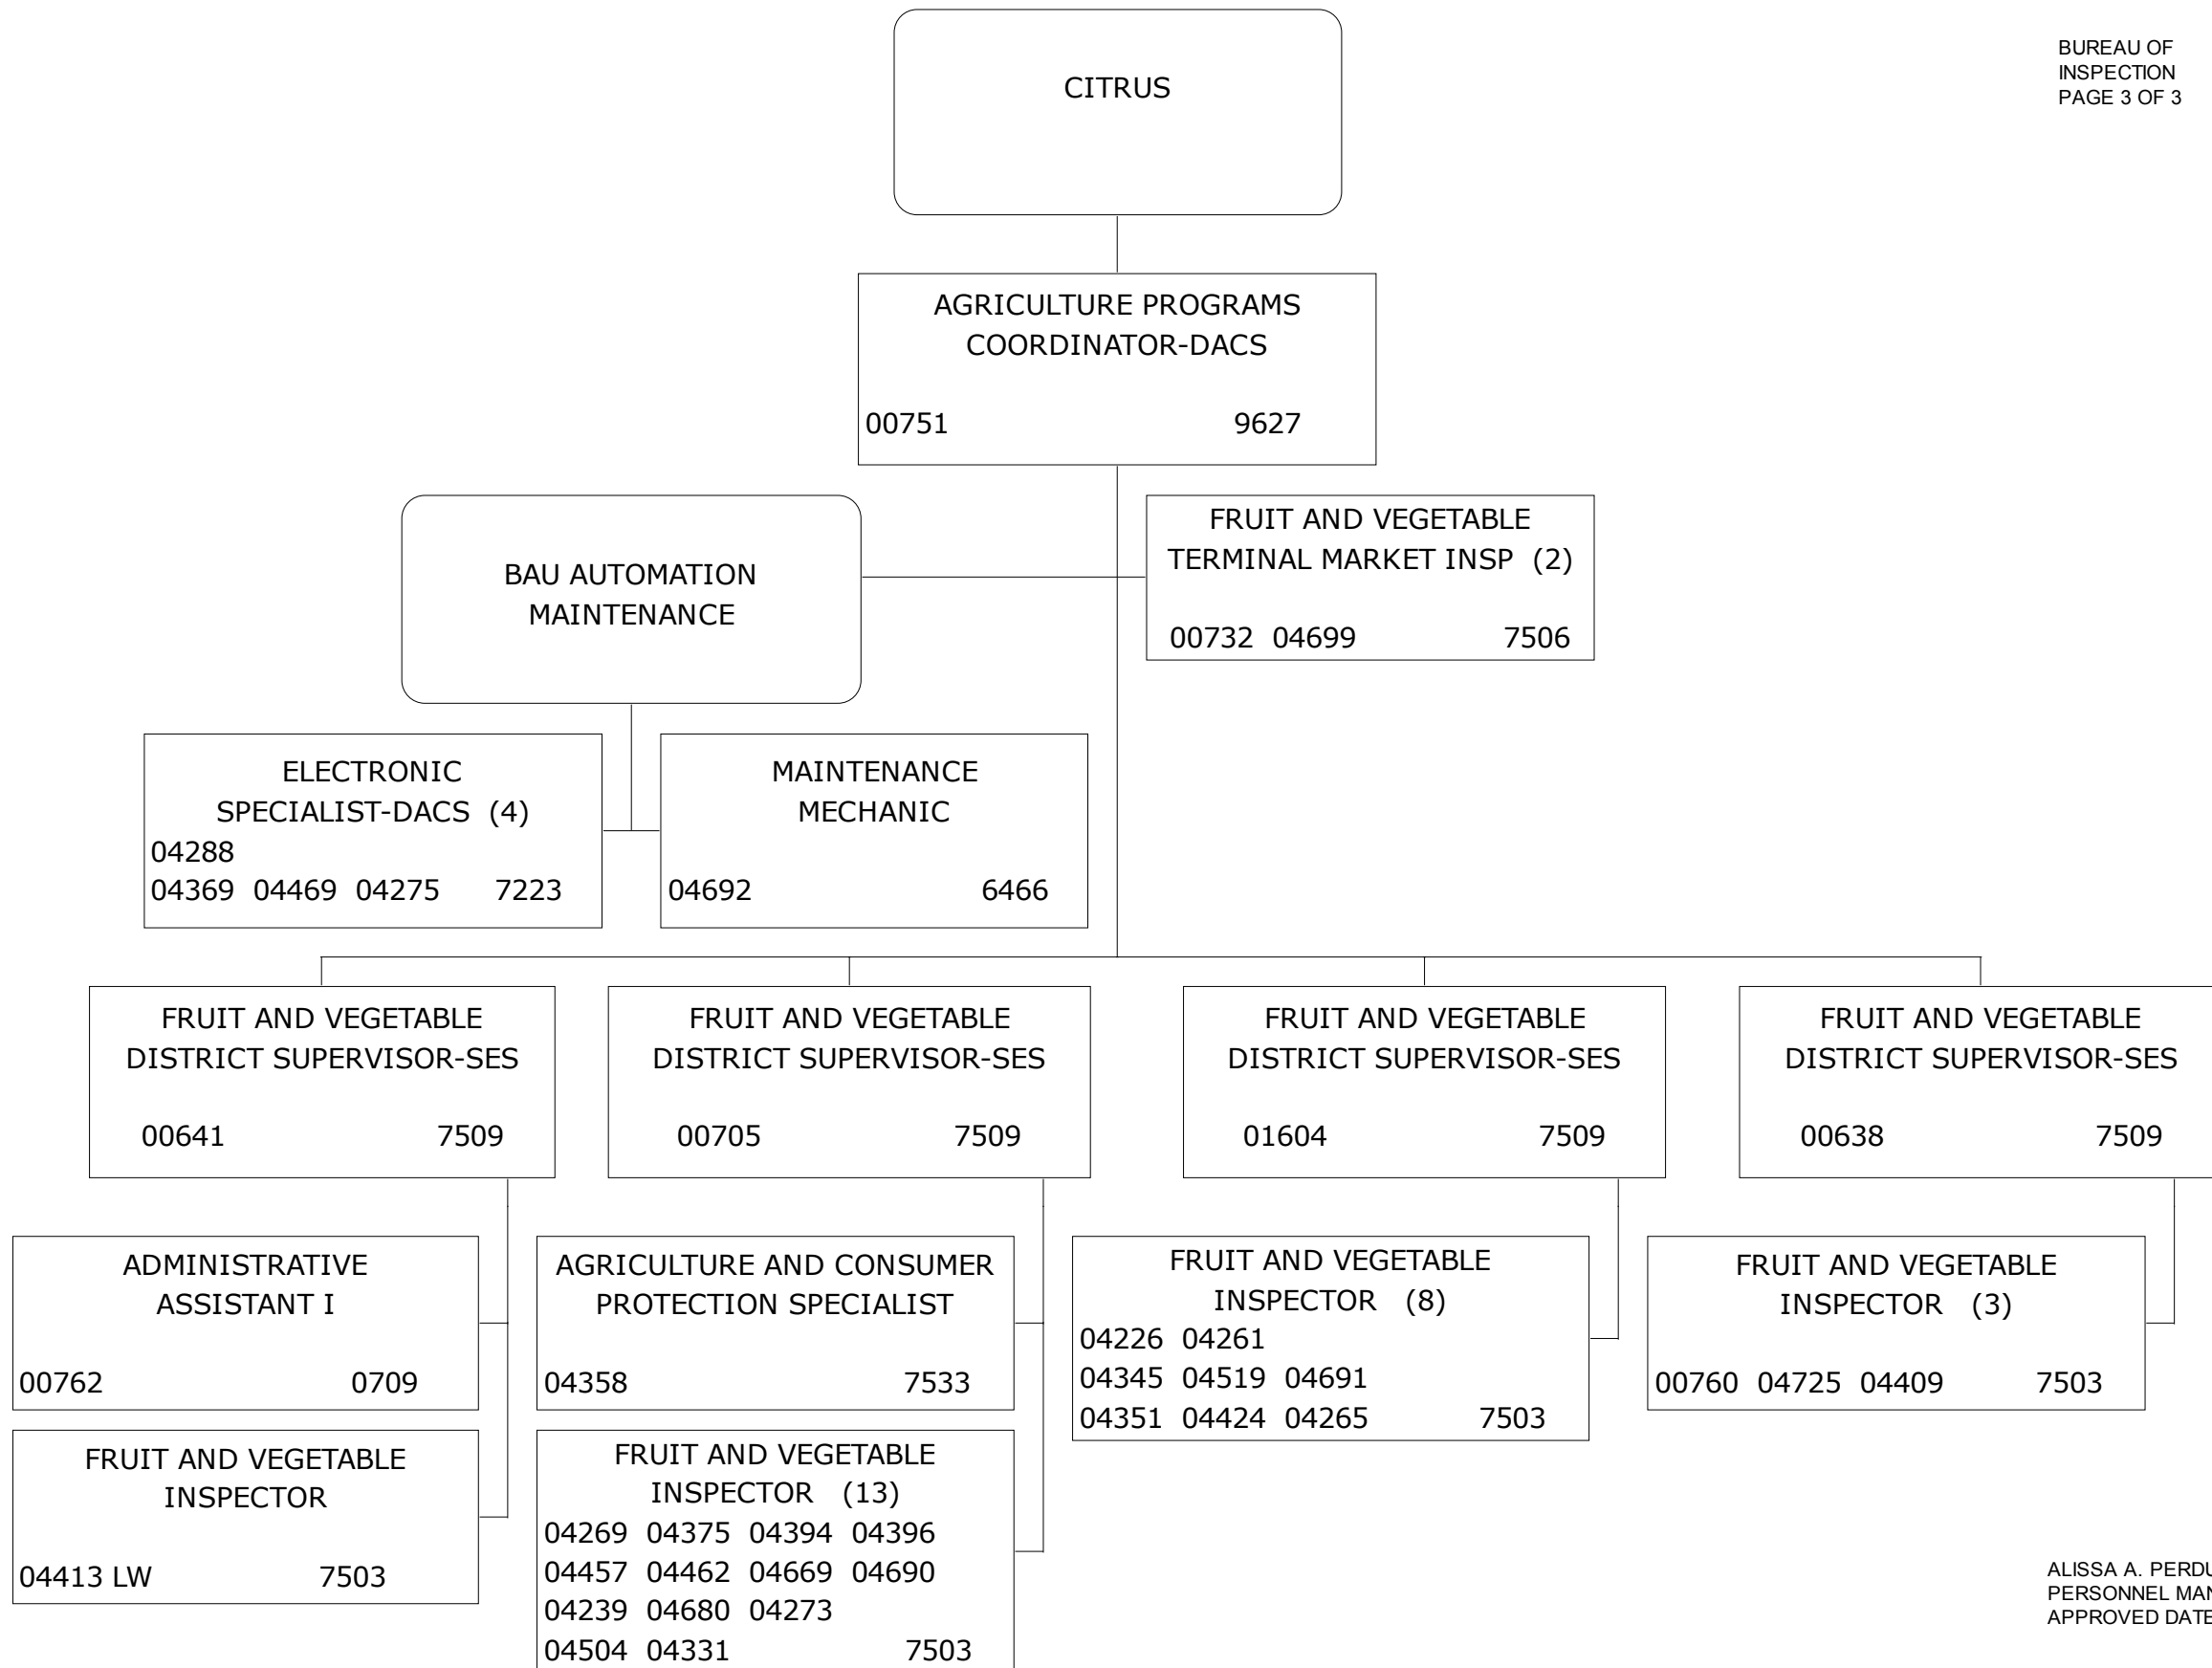 BUREAU OF
INSPECTION
PAGE 3 OF 3
CITRUS
AGRICULTURE PROGRAMS
COORDINATOR-DACS
00751 9627
BAU AUTOMATION
MAINTENANCE
FRUIT AND VEGETABLE
TERMINAL MARKET INSP (2)
00732 04699 7506
ELECTRONIC
SPECIALIST-DACS (4)
04288
04369 04469 04275 7223
MAINTENANCE
MECHANIC
04692 6466
FRUIT AND VEGETABLE
DISTRICT SUPERVISOR-SES
00641 7509
FRUIT AND VEGETABLE
DISTRICT SUPERVISOR-SES
00705 7509
FRUIT AND VEGETABLE
DISTRICT SUPERVISOR-SES
01604 7509
FRUIT AND VEGETABLE
DISTRICT SUPERVISOR-SES
00638 7509
ADMINISTRATIVE
ASSISTANT I
00762 0709
FRUIT AND VEGETABLE
INSPECTOR
04413 LW 7503
AGRICULTURE AND CONSUMER
PROTECTION SPECIALIST
04358 7533
FRUIT AND VEGETABLE
INSPECTOR (13)
04269 04375 04394 04396
04457 04462 04669 04690
04239 04680 04273
04504 04331 7503
FRUIT AND VEGETABLE
INSPECTOR (8)
04226 04261
04345 04519 04691
04351 04424 04265 7503
FRUIT AND VEGETABLE
INSPECTOR (3)
00760 04725 04409 7503
ALISSA A.
PERSONNEL
APPROVED DATE